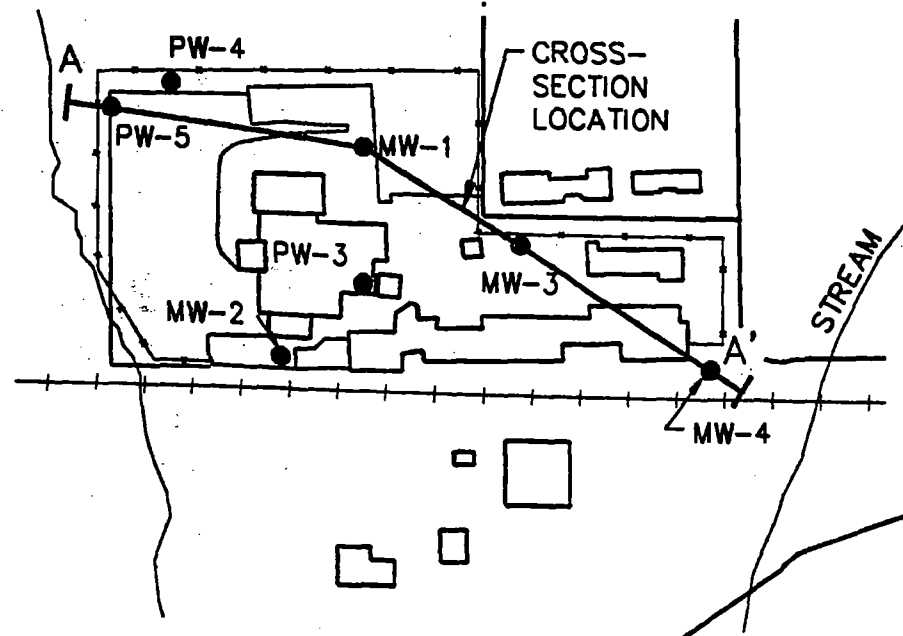 PW-4
A
CROSS-
SECTION
LOCATION
PW-5
MW-1
PW-3
MW-3
STREAM
MW-2
A'
MW-4